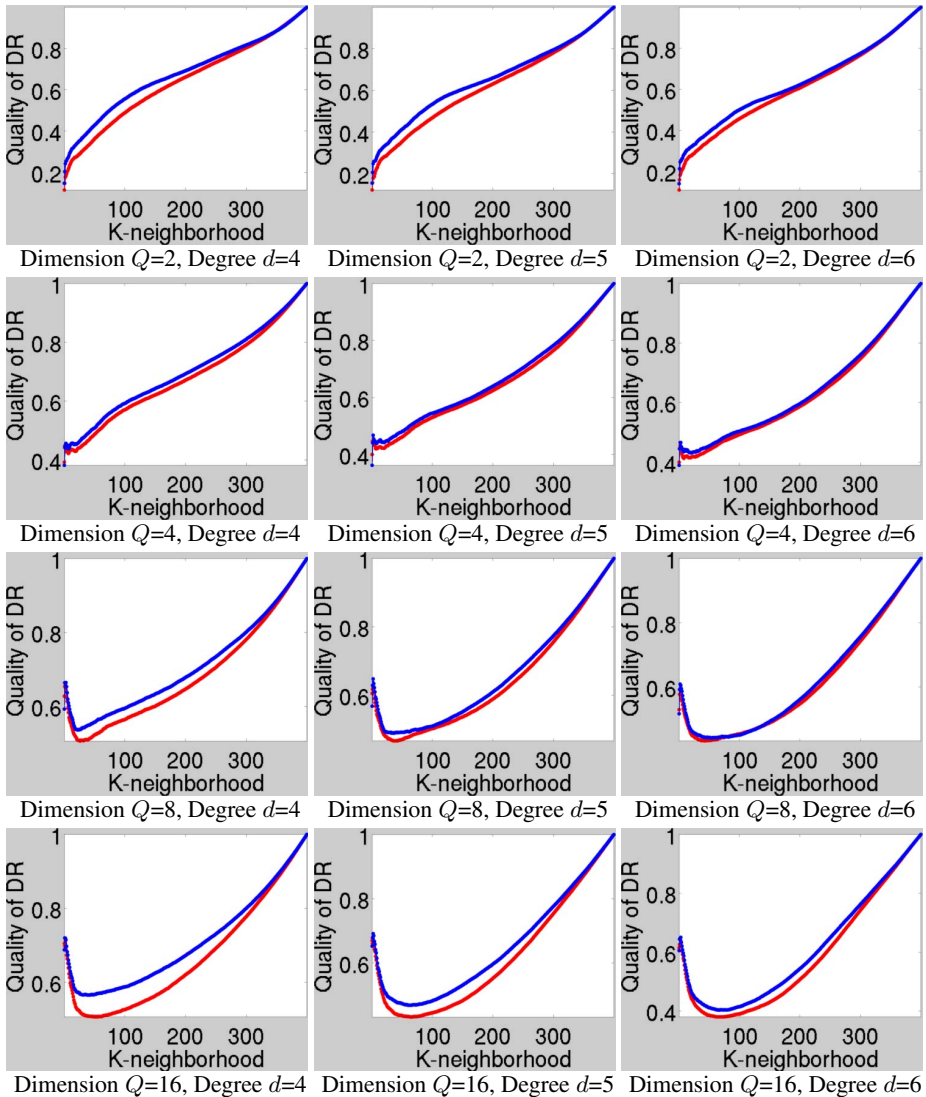 Quality of DR
0.8
0.6
0.4
0.2
100 200 300
K-neighborhood
Dimension Q=2, Degree d=4
Quality of DR
0.8
0.6
0.4
0.2
100 200 300
K-neighborhood
Dimension Q=2, Degree d=5
Quality of DR
0.8
0.6
0.4
0.2
100 200 300
K-neighborhood
Dimension Q=2, Degree d=6
Quality of DR
1
0.8
0.6
0.4
100 200 300
K-neighborhood
Dimension Q=4, Degree d=4
Quality of DR
1
0.8
0.6
0.4
100 200 300
K-neighborhood
Dimension Q=4, Degree d=5
Quality of DR
1
0.8
0.6
0.4
100 200 300
K-neighborhood
Dimension Q=4, Degree d=6
Quality of DR
1
0.8
0.6
100 200 300
K-neighborhood
Dimension Q=8, Degree d=4
Quality of DR
1
0.8
0.6
100 200 300
K-neighborhood
Dimension Q=8, Degree d=5
Quality of DR
1
0.8
0.6
100 200 300
K-neighborhood
Dimension Q=8, Degree d=6
Quality of DR
1
0.8
0.6
100 200 300
K-neighborhood
Dimension Q=16, Degree d=4
Quality of DR
1
0.8
0.6
100 200 300
K-neighborhood
Dimension Q=16, Degree d=5
Quality of DR
1
0.8
0.6
0.4
100 200 300
K-neighborhood
Dimension Q=16, Degree d=6